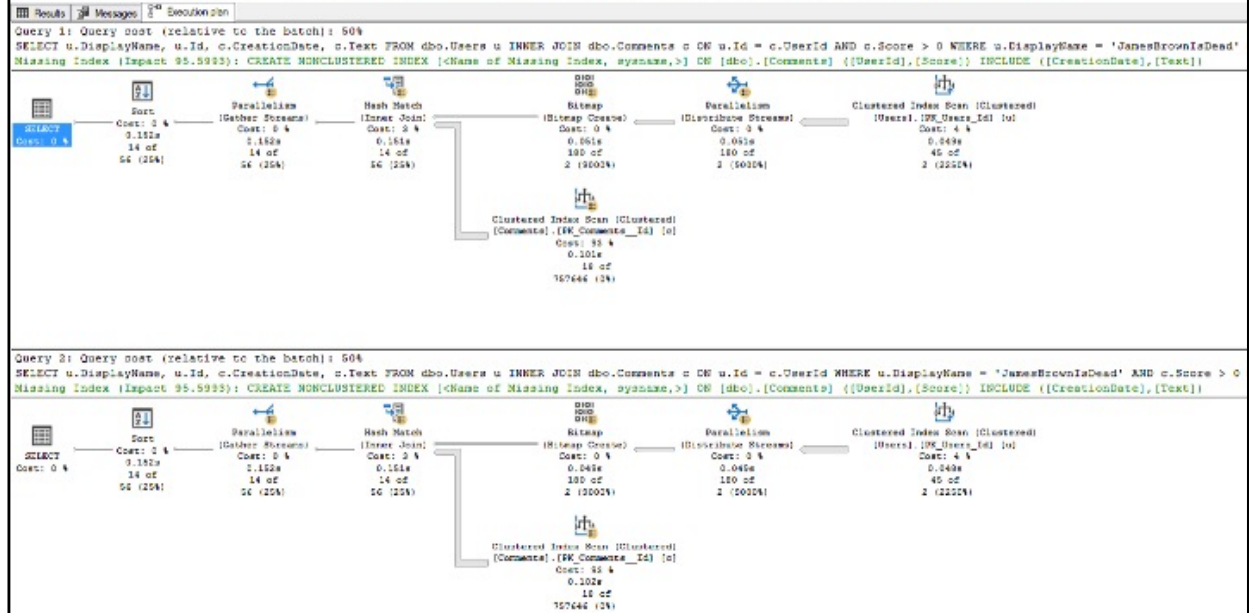 Results Messages Execution plan
Query 1: Query cost (relative to the batch): 50%
SELECT u.DisplayName, u.Id, c.CreationDate, c.Text FROM dbo.Users u INNER JOIN dbo.Comments c ON u.Id = c.UserId AND c.Score > 0 WHERE u.DisplayName = 'JamesBrownIsDead'
Missing Index (Impact 95.5993): CREATE NONCLUSTERED INDEX [<Name of Missing Index, sysname,>] ON [dbo].[Comments] ([UserId],[Score]) INCLUDE ([CreationDate],[Text])
SELECT
Cost: 0 %
Sort
Cost: 0 %
0.152s
14 of
56 (25%)
Parallelism
(Gather Streams)
Cost: 0 %
0.152s
14 of
56 (25%)
Hash Match
(Inner Join)
Cost: 3 %
0.151s
14 of
56 (25%)
Bitmap
(Bitmap Create)
Cost: 0 %
0.051s
180 of
2 (9000%)
Parallelism
(Distribute Streams)
Cost: 0 %
0.051s
180 of
2 (9000%)
Clustered Index Scan (Clustered)
[Users].[PK_Users_Id] [u]
Cost: 4 %
0.049s
45 of
2 (2250%)
Clustered Index Scan (Clustered)
[Comments].[PK_Comments__Id] [c]
Cost: 93 %
0.101s
18 of
757646 (0%)
Query 2: Query cost (relative to the batch): 50%
SELECT u.DisplayName, u.Id, c.CreationDate, c.Text FROM dbo.Users u INNER JOIN dbo.Comments c ON u.Id = c.UserId WHERE u.DisplayName = 'JamesBrownIsDead' AND c.Score > 0
Missing Index (Impact 95.5993): CREATE NONCLUSTERED INDEX [<Name of Missing Index, sysname,>] ON [dbo].[Comments] ([UserId],[Score]) INCLUDE ([CreationDate],[Text])
SELECT
Cost: 0 %
Sort
Cost: 0 %
0.152s
14 of
56 (25%)
Parallelism
(Gather Streams)
Cost: 0 %
0.152s
14 of
56 (25%)
Hash Match
(Inner Join)
Cost: 3 %
0.151s
14 of
56 (25%)
Bitmap
(Bitmap Create)
Cost: 0 %
180 of
2 (9000%)
Parallelism
(Distribute Streams)
Cost: 0 %
180 of
2 (9000%)
Clustered Index Scan (Clustered)
[Users].[PK_Users_Id] [u]
Cost: 4 %
0.048s
45 of
2 (2250%)
Clustered Index Scan (Clustered)
[Comments].[PK_Comments__Id] [c]
Cost: 93 %
0.102s
18 of
757646 (0%)